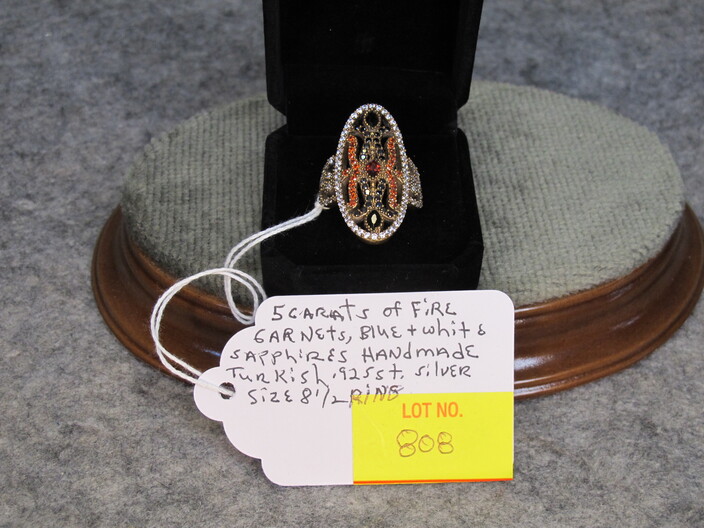 5 CARATS of FIRE
GARNETS, BLUE + white
SAPPhiRES HANDMADE
TURKish .925 st. SiLVER
SIZE 8 1/2 RING
LOT NO.
808